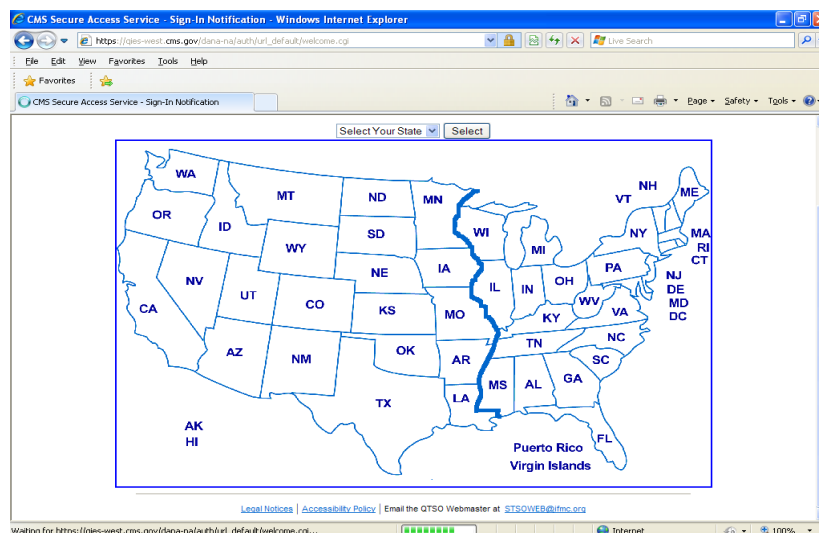 CMS Secure Access Service - Sign-In Notification - Windows Internet Explorer
https://qies-west.cms.gov/dana-na/auth/url_default/welcome.cgi
Live Search
File Edit View Favorites Tools Help
Favorites
CMS Secure Access Service - Sign-In Notification
Page Safety Tools
Select Your State Select
WA MT ND MN NH ME
VT
OR ID SD WI NY MA
WY MI RI
CT
NE IA PA
NV OH NJ
UT IL IN DE
CA CO KS MO WV MD
KY VA DC
NC
AZ NM OK AR TN SC
MS AL GA
TX LA
AK
HI FL
Puerto Rico
Virgin Islands
Legal Notices | Accessibility Policy | Email the QTSO Webmaster at STSOWEB@ifmc.org
Waiting for https://qies-west.cms.gov/dana-na/auth/url_default/welcome.cgi... Internet 100%